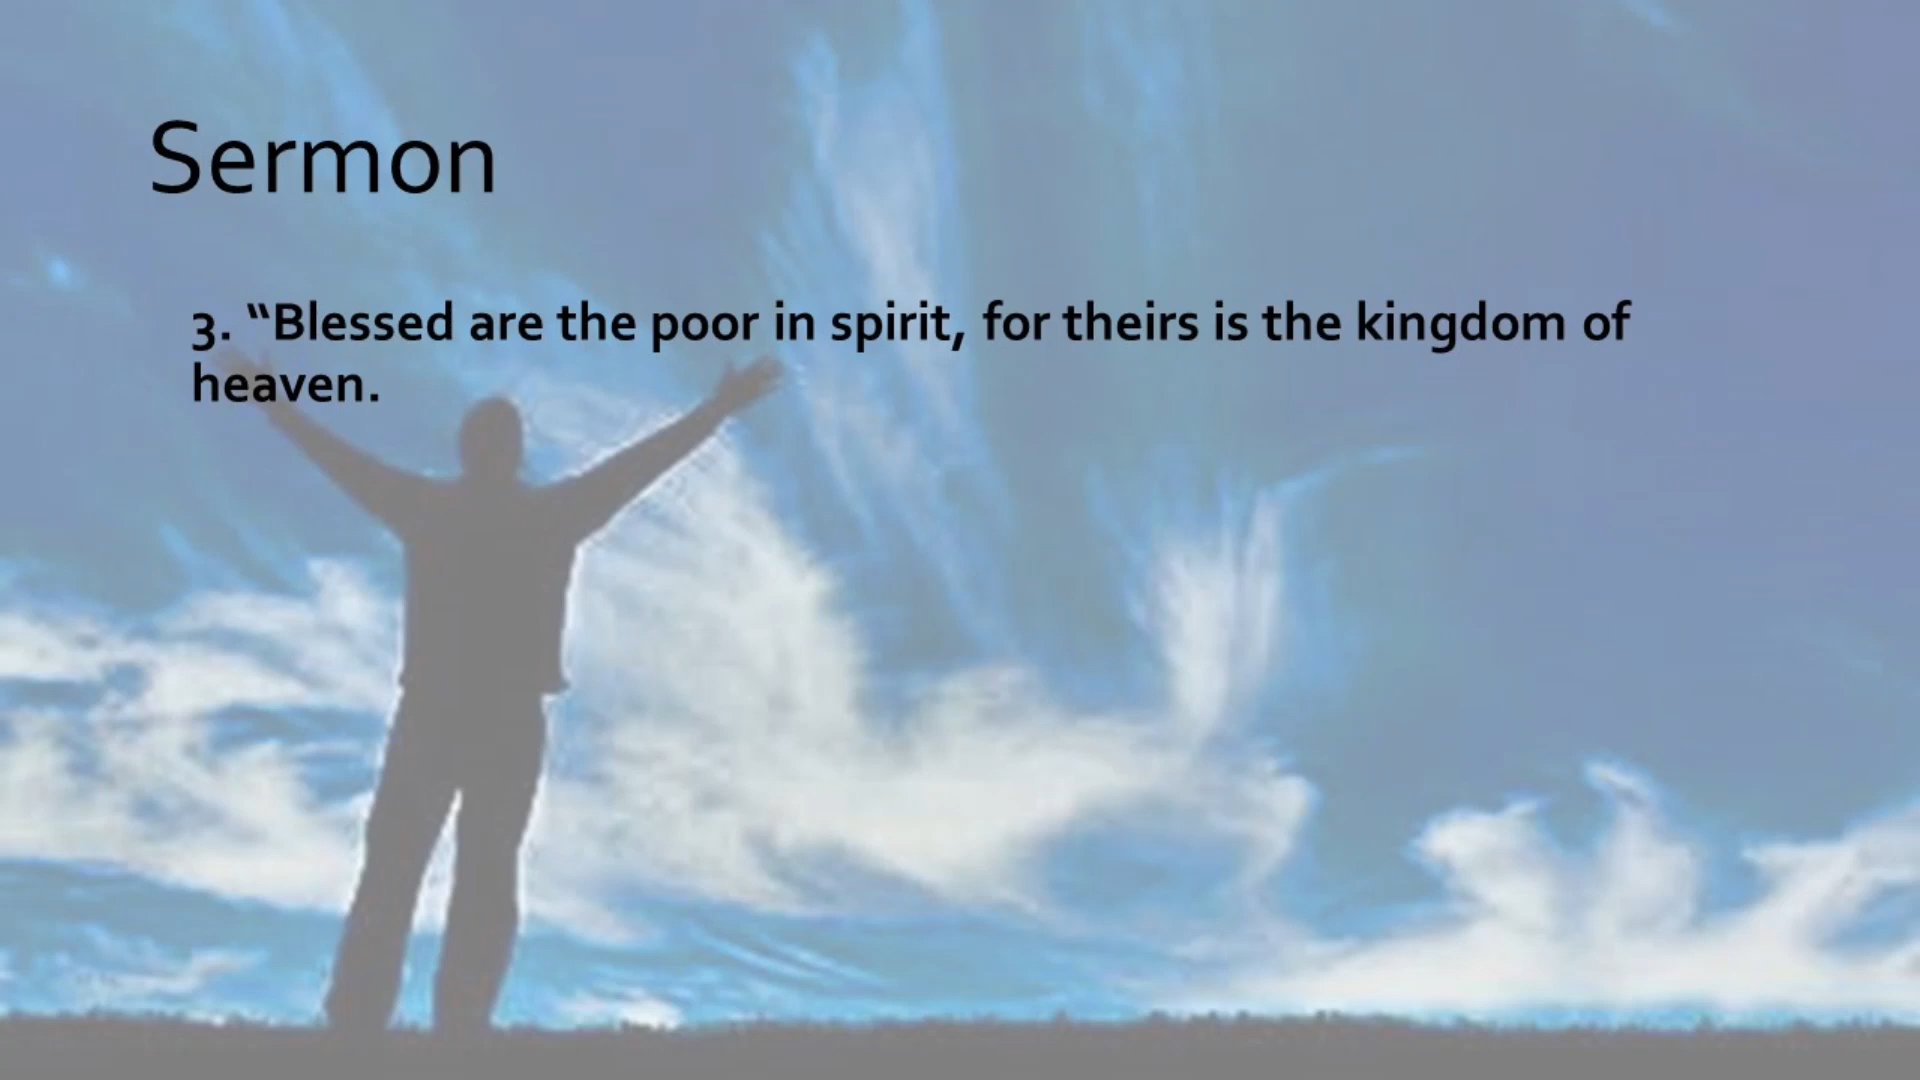 Sermon
3. “Blessed are the poor in spirit, for theirs is the kingdom of
heaven.